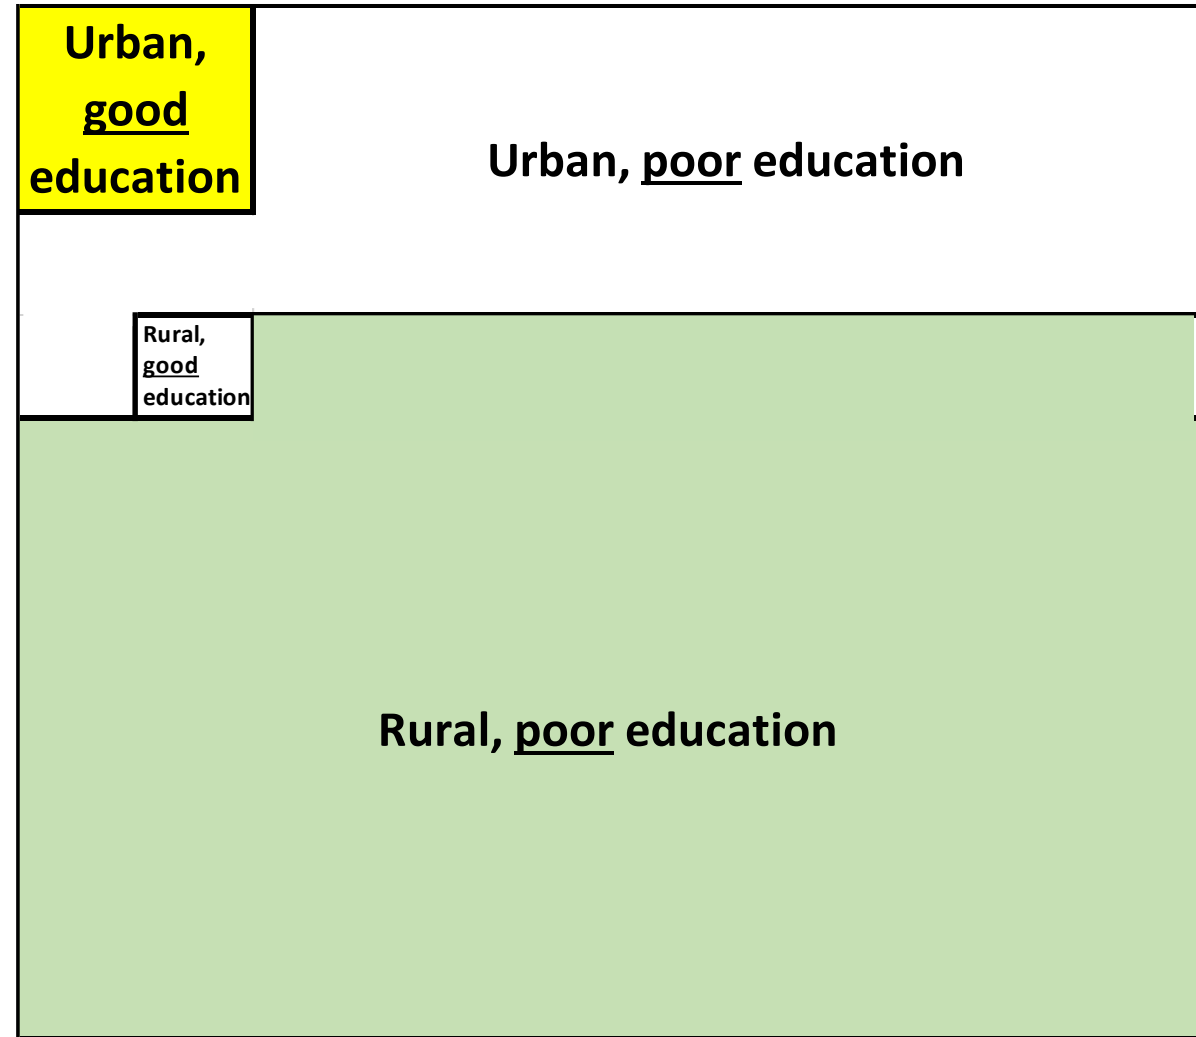 Urban,
good
education
Urban, poor education
Rural,
good
education
Rural, poor education